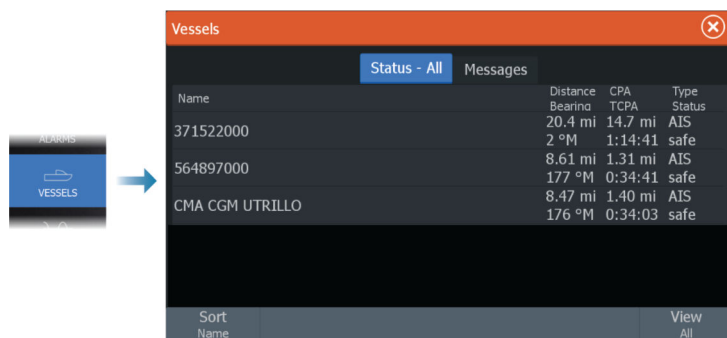 ALARMS
VESSELS
Vessels
Status - All Messages
Name Distance CPA Type
Bearing TCPA Status
371522000 20.4 mi 14.7 mi AIS
2 °M 1:14:41 safe
564897000 8.61 mi 1.31 mi AIS
177 °M 0:34:41 safe
CMA CGM UTRILLO 8.47 mi 1.40 mi AIS
176 °M 0:34:03 safe
Sort View
Name All